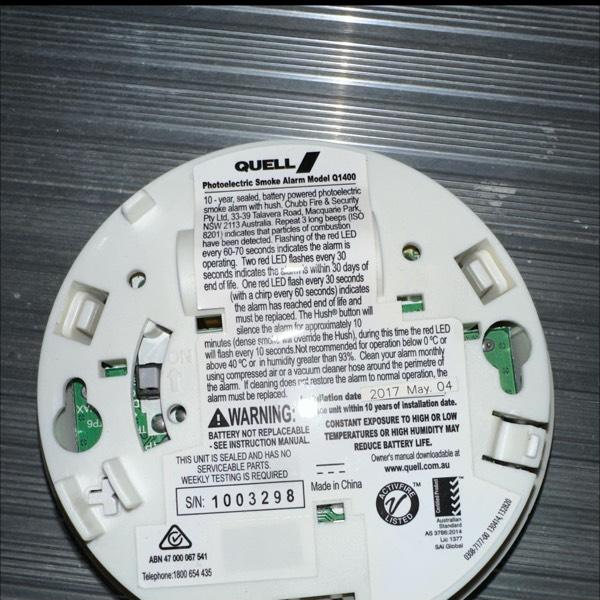 QUELL
Photoelectric Smoke Alarm Model Q1400
10 - year, sealed, battery powered photoelectric
smoke alarm with hush. Chubb Fire & Security
Pty Ltd, 33-39 Talavera Road, Macquarie Park,
NSW 2113 Australia. Repeat 3 long beeps (ISO
8201) indicates that particles of combustion
have been detected. Flashing of the red LED
every 60-70 seconds indicates the alarm is
operating. Two red LED flashes every 30
seconds indicates the alarm is within 30 days of
end of life. One red LED flash every 30 seconds
(with a chirp every 60 seconds) indicates
the alarm has reached end of life and
must be replaced. The Hush® button will
silence the alarm for approximately 10
minutes (dense smoke will override the Hush), during this time the red LED
will flash every 10 seconds. Not recommended for operation below 0 ºC or
above 40 ºC or in humidity greater than 93%. Clean your alarm monthly
using compressed air or a vacuum cleaner hose around the perimeter of the
alarm. If cleaning does not restore the alarm to normal operation, the
alarm must be replaced.
llation date 2017 May. 04
WARNING:
unit within 10 years of installation date.
BATTERY NOT REPLACEABLE
- SEE INSTRUCTION MANUAL
CONSTANT EXPOSURE TO HIGH OR LOW
TEMPERATURES OR HIGH HUMIDITY MAY
REDUCE BATTERY LIFE.
THIS UNIT IS SEALED AND HAS NO
SERVICEABLE PARTS.
WEEKLY TESTING IS REQUIRED
Owner's manual downloadable at
www.quell.com.au
S/N: 1003298
Made in China
ACTIVFIRE
LISTED
TM
Certified Product
Australian
Standard
AS 3786:2014
Lic 1377
SAI Global
ABN 47 000 067 541
Telephone:1800 654 435
0308-7177-00 130414,132820
TP6